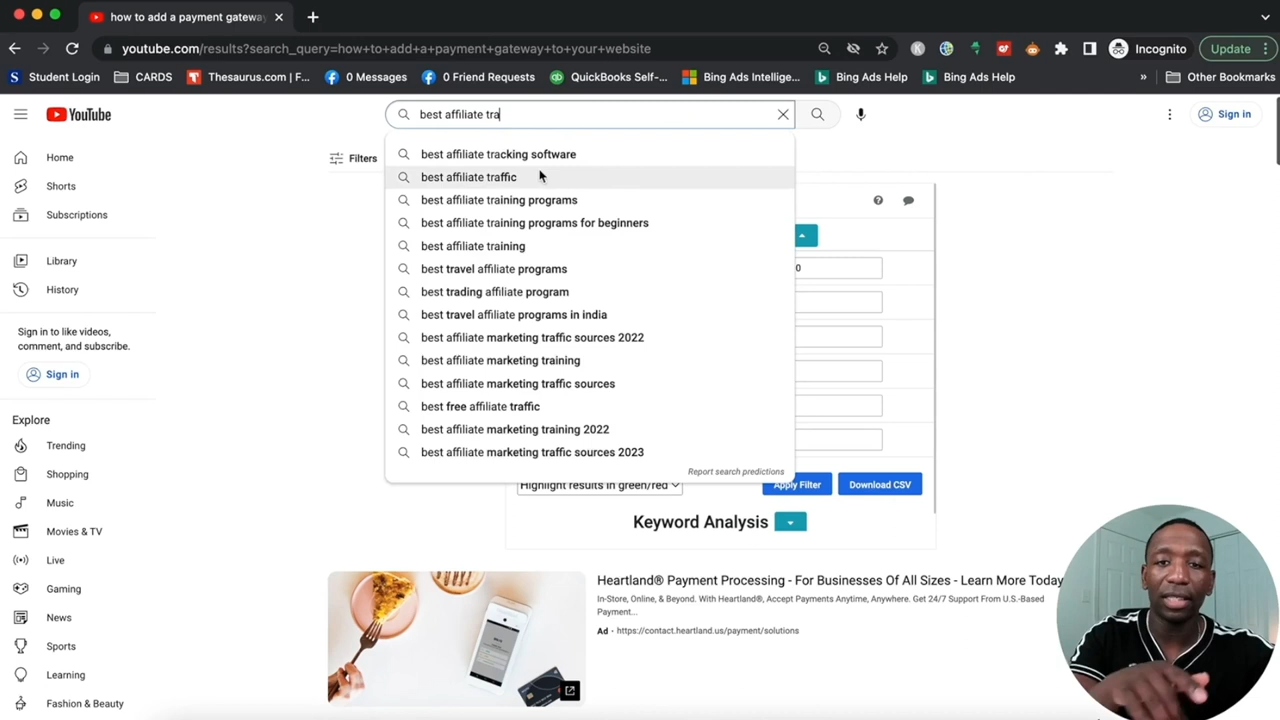 how to add a payment gateway
youtube.com/results?search_query=how+to+add+a+payment+gateway+to+your+website
Incognito
Update
Student Login
CARDS
Thesaurus.com | F...
0 Messages
0 Friend Requests
QuickBooks Self-...
Bing Ads Intellige...
Bing Ads Help
Bing Ads Help
»
Other Bookmarks
YouTube
best affiliate tra
Sign in
Home
Shorts
Subscriptions
Library
History
Sign in to like videos,
comment, and subscribe.
Sign in
Explore
Trending
Shopping
Music
Movies & TV
Live
Gaming
News
Sports
Learning
Fashion & Beauty
Filters
best affiliate tracking software
best affiliate traffic
best affiliate training programs
best affiliate training programs for beginners
best affiliate training
best travel affiliate programs
best trading affiliate program
best travel affiliate programs in india
best affiliate marketing traffic sources 2022
best affiliate marketing training
best affiliate marketing traffic sources
best free affiliate traffic
best affiliate marketing training 2022
best affiliate marketing traffic sources 2023
Report search predictions
0
Highlight results in green/red
Apply Filter
Download CSV
Keyword Analysis
Heartland® Payment Processing - For Businesses Of All Sizes - Learn More Today
In-Store, Online, & Beyond. With Heartland®, Accept Payments Anytime, Anywhere. Get 24/7 Support From U.S.-Based
Payment...
Ad · https://contact.heartland.us/payment/solutions